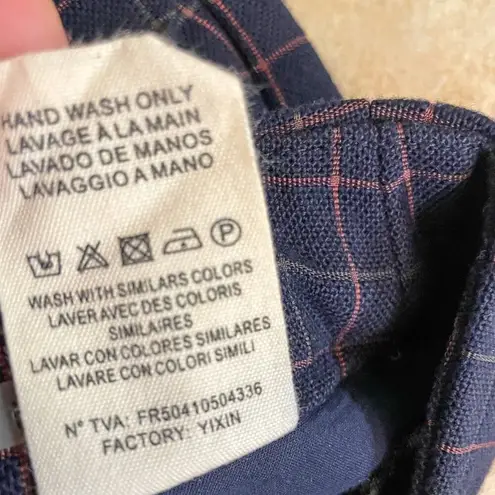 HAND WASH ONLY
LAVAGE À LA MAIN
LAVADO DE MANOS
LAVAGGIO A MANO
P
WASH WITH SIMILARS COLORS
LAVER AVEC DES COLORIS
SIMILAIRES
LAVAR CON COLORES SIMILARES
LAVARE CON COLORI SIMILI
N° TVA: FR50410504336
FACTORY: YIXIN